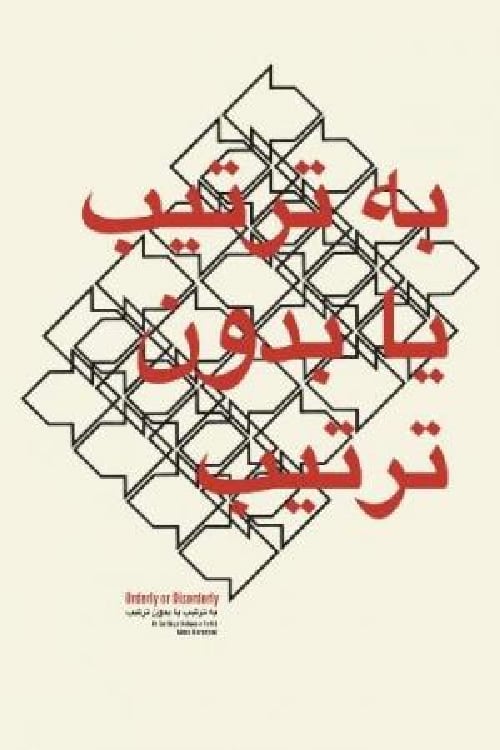 به ترتیب
یا بدون
ترتیب
Orderly or Disorderly
به ترتیب یا بدون ترتیب